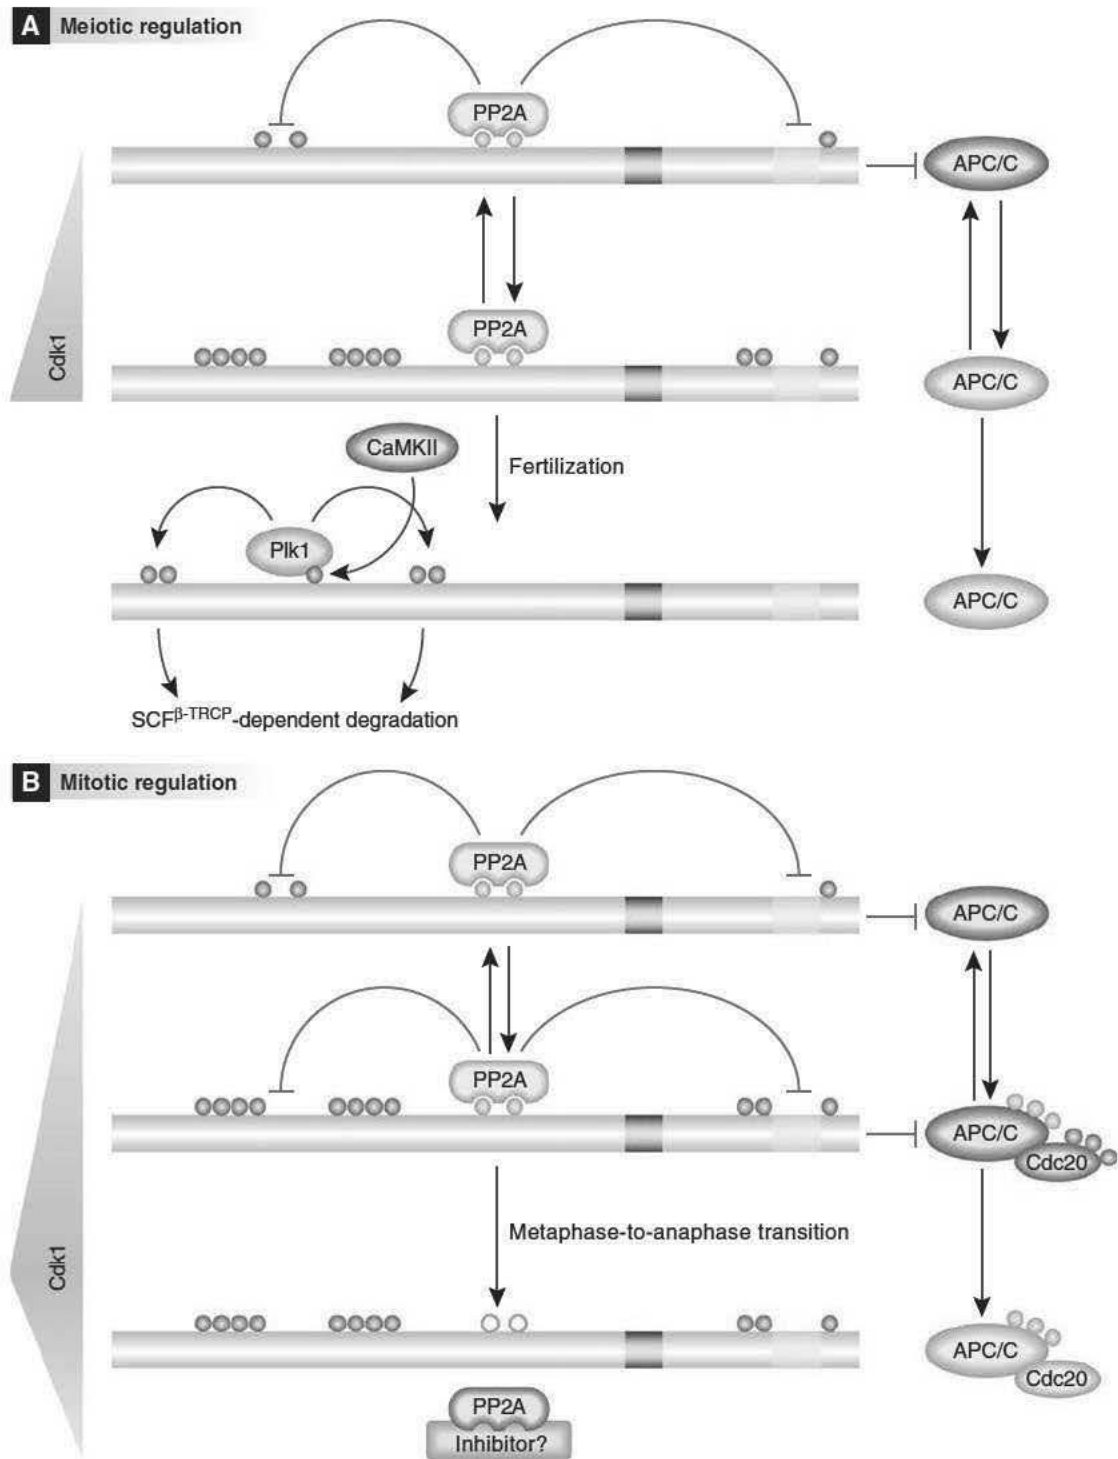 A Meiotic regulation
PP2A
APC/C
PP2A
Cdk1
APC/C
CaMKII
Fertilization
Plk1
APC/C
SCFβ-TRCP-dependent degradation
B Mitotic regulation
PP2A
APC/C
PP2A
APC/C
Cdc20
Metaphase-to-anaphase transition
Cdk1
APC/C
Cdc20
PP2A
Inhibitor?